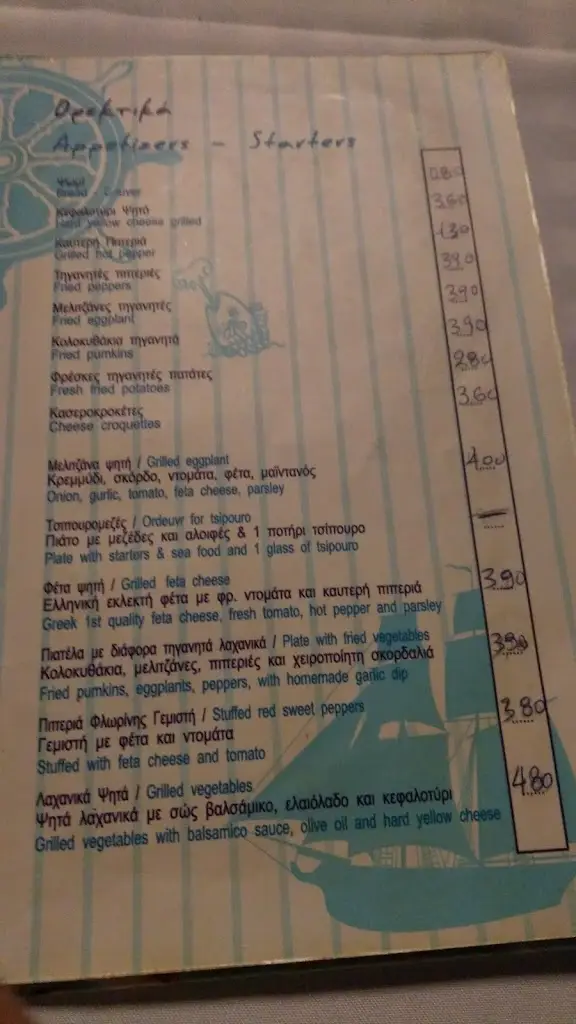 Ορεκτικά
Appetizers - Starters
Ψωμί 0.80
Bread
Κεφαλοτύρι Ψητό 3.60
Hard yellow cheese grilled
Καυτερή Πιπεριά 1.30
Grilled hot pepper
Τηγανητές πιπεριές 3.90
Fried peppers
Μελιτζάνες τηγανητές 3.90
Fried eggplant
Κολοκυθάκια τηγανητά 3.90
Fried pumkins
Φρέσκες τηγανητές πατάτες 2.80
Fresh fried potatoes
Κασεροκροκέτες 3.60
Cheese croquettes
Μελιτζάνα ψητή / Grilled eggplant 4.00
Κρεμμύδι, σκόρδο, ντομάτα, φέτα, μαϊντανός
Onion, gurlic, tomato, feta cheese, parsley
Τσιπουρομεζές / Ordeuvr for tsipouro
Πιάτο με μεζέδες και αλοιφές & 1 ποτήρι τσίπουρο
Plate with starters & sea food and 1 glass of tsipouro
Φέτα ψητή / Grilled feta cheese 3.90
Ελληνική εκλεκτή φέτα με φρ. ντομάτα και καυτερή πιπεριά
Greek 1st quality feta cheese, fresh tomato, hot pepper and parsley
Πιατέλα με διάφορα τηγανητά λαχανικά / Plate with fried vegetables
Κολοκυθάκια, μελιτζάνες, πιπεριές και χειροποίητη σκορδαλιά
Fried pumkins, eggplants, peppers, with homemade garlic dip
Πιπεριά Φλωρίνης Γεμιστή / Stuffed red sweet peppers 3.80
Γεμιστή με φέτα και ντομάτα
Stuffed with feta cheese and tomato
Λαχανικά Ψητά / Grilled vegetables 4.80
Ψητά λαχανικά με σώς βαλσάμικο, ελαιόλαδο και κεφαλοτύρι
Grilled vegetables with balsamico sauce, olive oil and hard yellow cheese